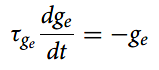 τ_{g_e} \frac{dg_e}{dt} = −g_e